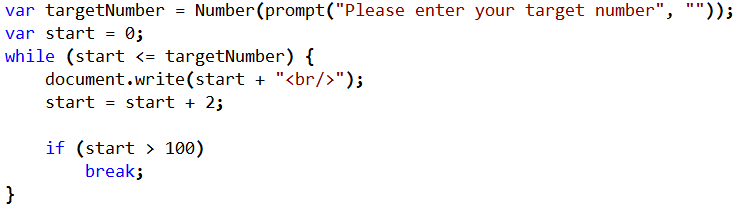 var targetNumber = Number(prompt("Please enter your target number", ""));
var start = 0;
while (start <= targetNumber) {
    document.write(start + "<br/>");
    start = start + 2;

    if (start > 100)
        break;
}